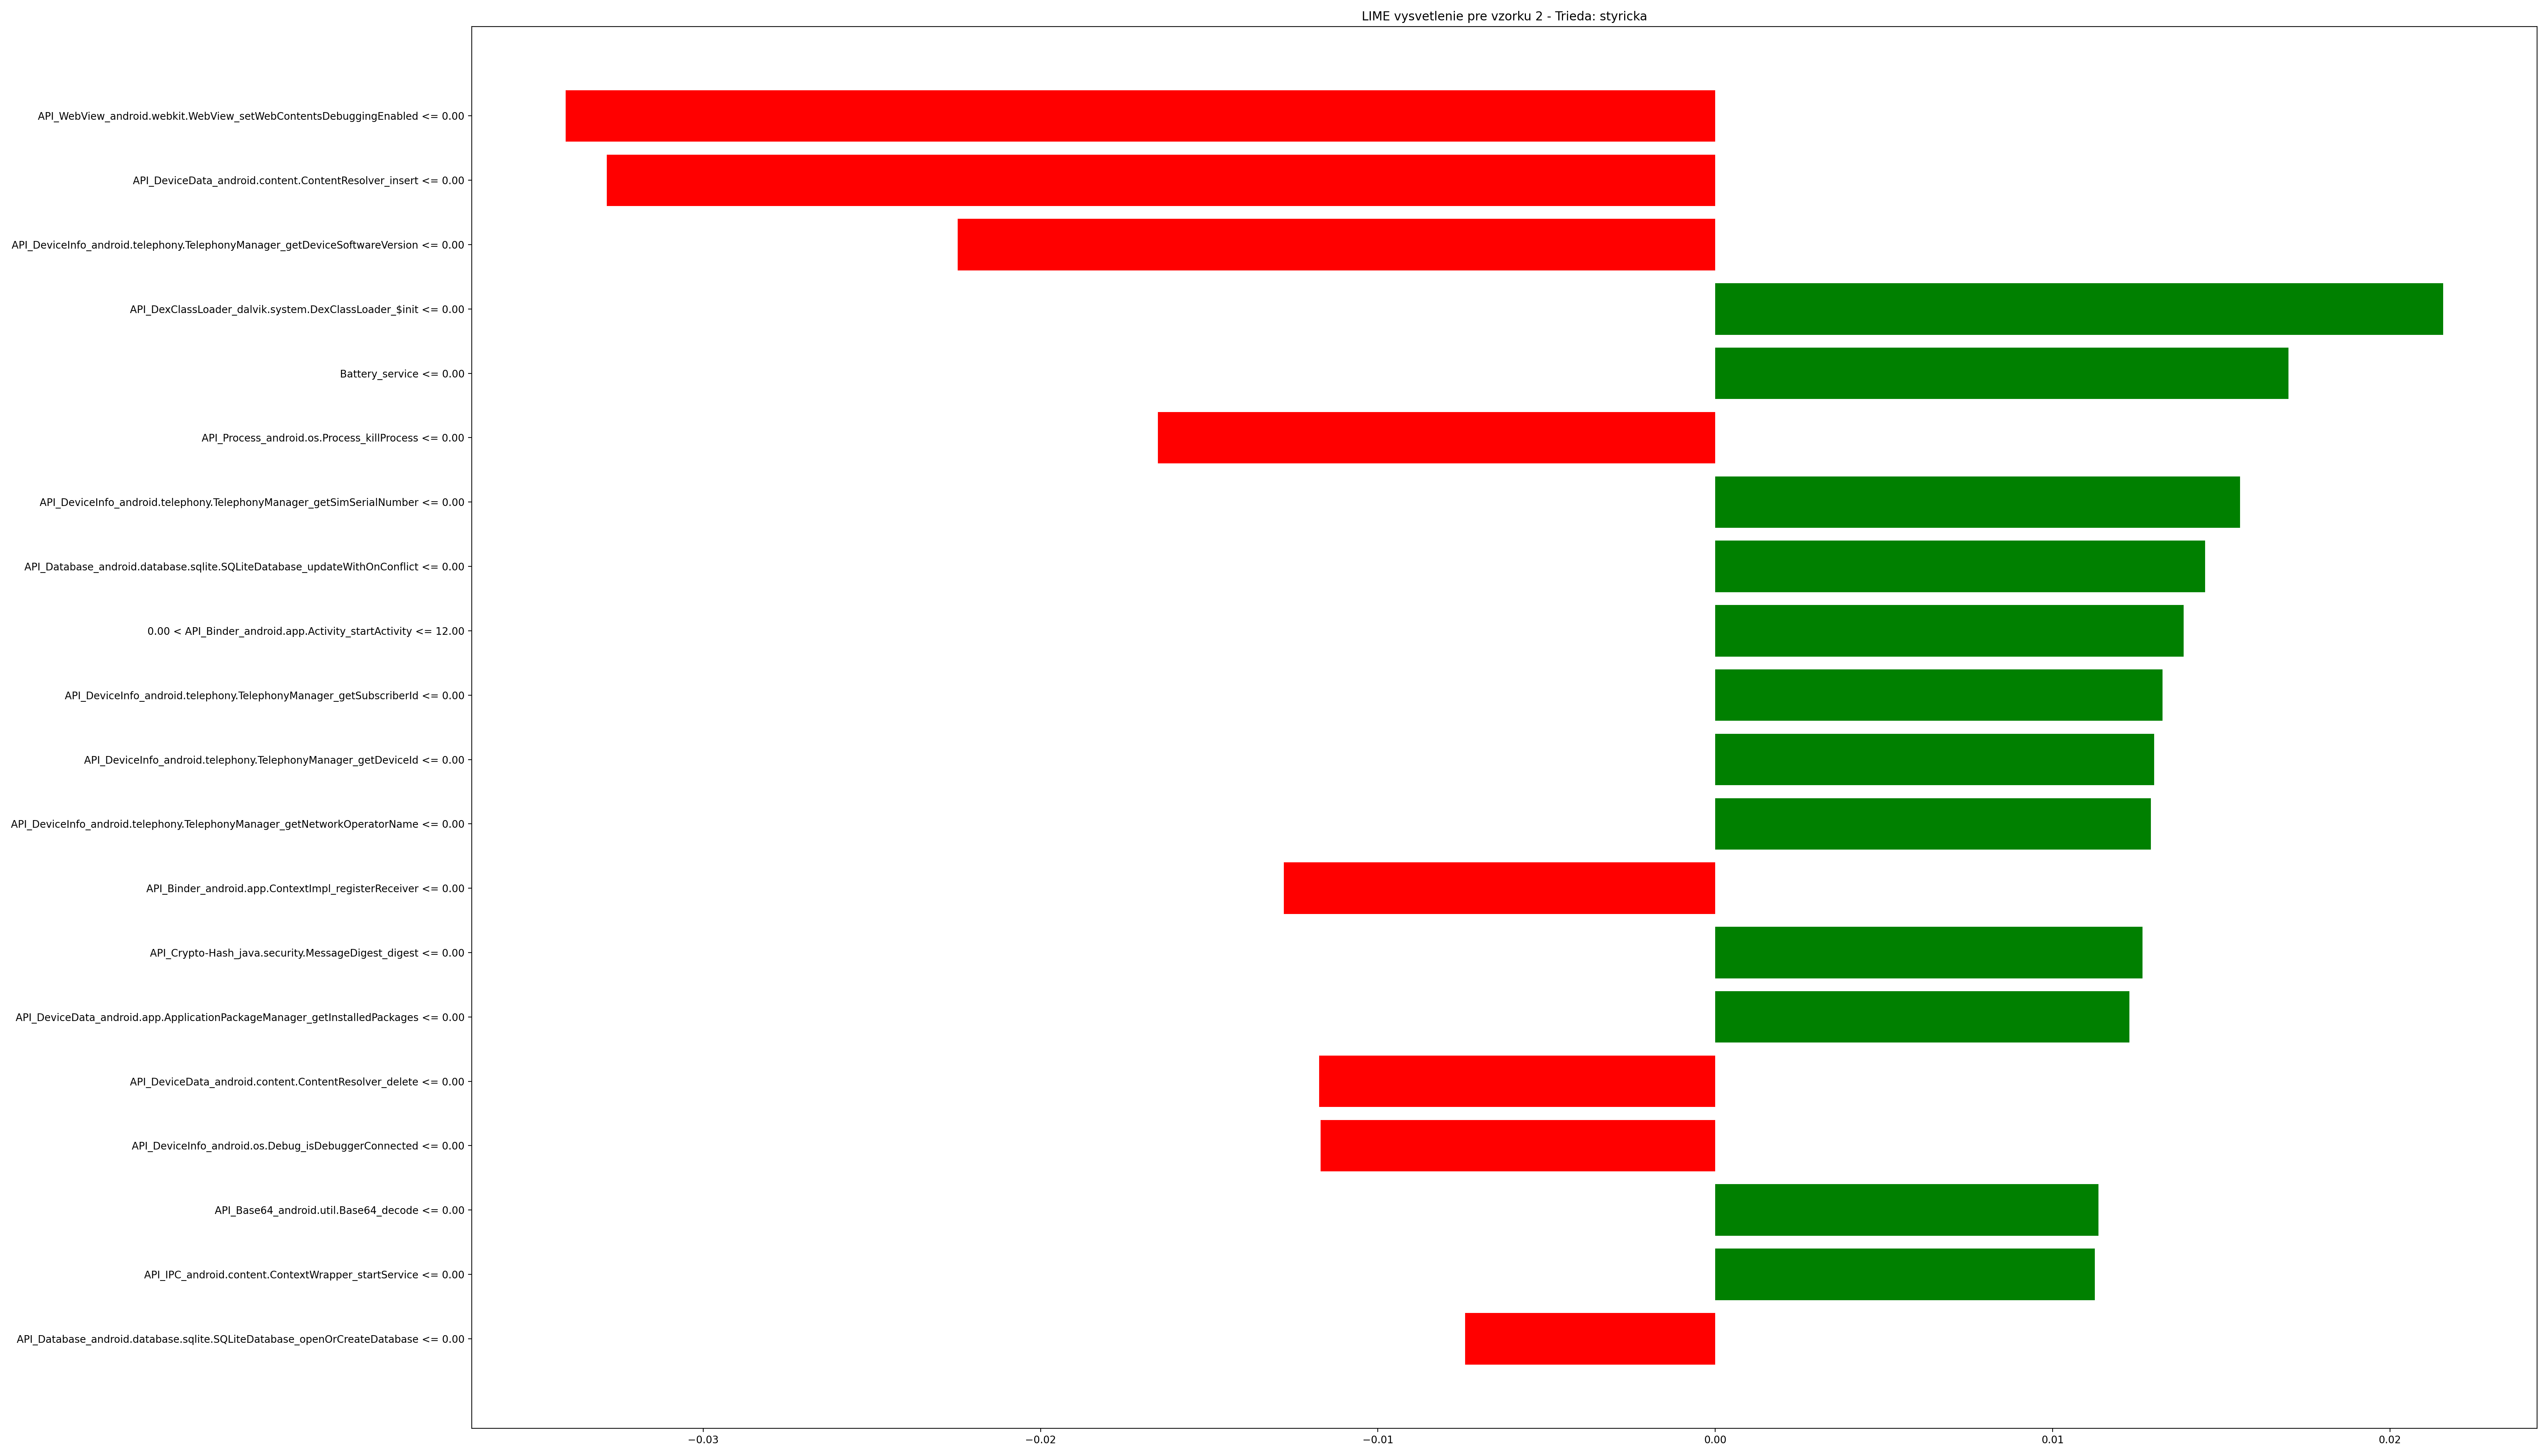 LIME vysvetlenie pre vzorku 2 - Trieda: styricka
API_WebView_android.webkit.WebView_setWebContentsDebuggingEnabled <= 0.00
API_DeviceData_android.content.ContentResolver_insert <= 0.00
API_DeviceInfo_android.telephony.TelephonyManager_getDeviceSoftwareVersion <= 0.00
API_DexClassLoader_dalvik.system.DexClassLoader_$init <= 0.00
Battery_service <= 0.00
API_Process_android.os.Process_killProcess <= 0.00
API_DeviceInfo_android.telephony.TelephonyManager_getSimSerialNumber <= 0.00
API_Database_android.database.sqlite.SQLiteDatabase_updateWithOnConflict <= 0.00
0.00 < API_Binder_android.app.Activity_startActivity <= 12.00
API_DeviceInfo_android.telephony.TelephonyManager_getSubscriberId <= 0.00
API_DeviceInfo_android.telephony.TelephonyManager_getDeviceId <= 0.00
API_DeviceInfo_android.telephony.TelephonyManager_getNetworkOperatorName <= 0.00
API_Binder_android.app.ContextImpl_registerReceiver <= 0.00
API_Crypto-Hash_java.security.MessageDigest_digest <= 0.00
API_DeviceData_android.app.ApplicationPackageManager_getInstalledPackages <= 0.00
API_DeviceData_android.content.ContentResolver_delete <= 0.00
API_DeviceInfo_android.os.Debug_isDebuggerConnected <= 0.00
API_Base64_android.util.Base64_decode <= 0.00
API_IPC_android.content.ContextWrapper_startService <= 0.00
API_Database_android.database.sqlite.SQLiteDatabase_openOrCreateDatabase <= 0.00
−0.03 −0.02 −0.01 0.00 0.01 0.02